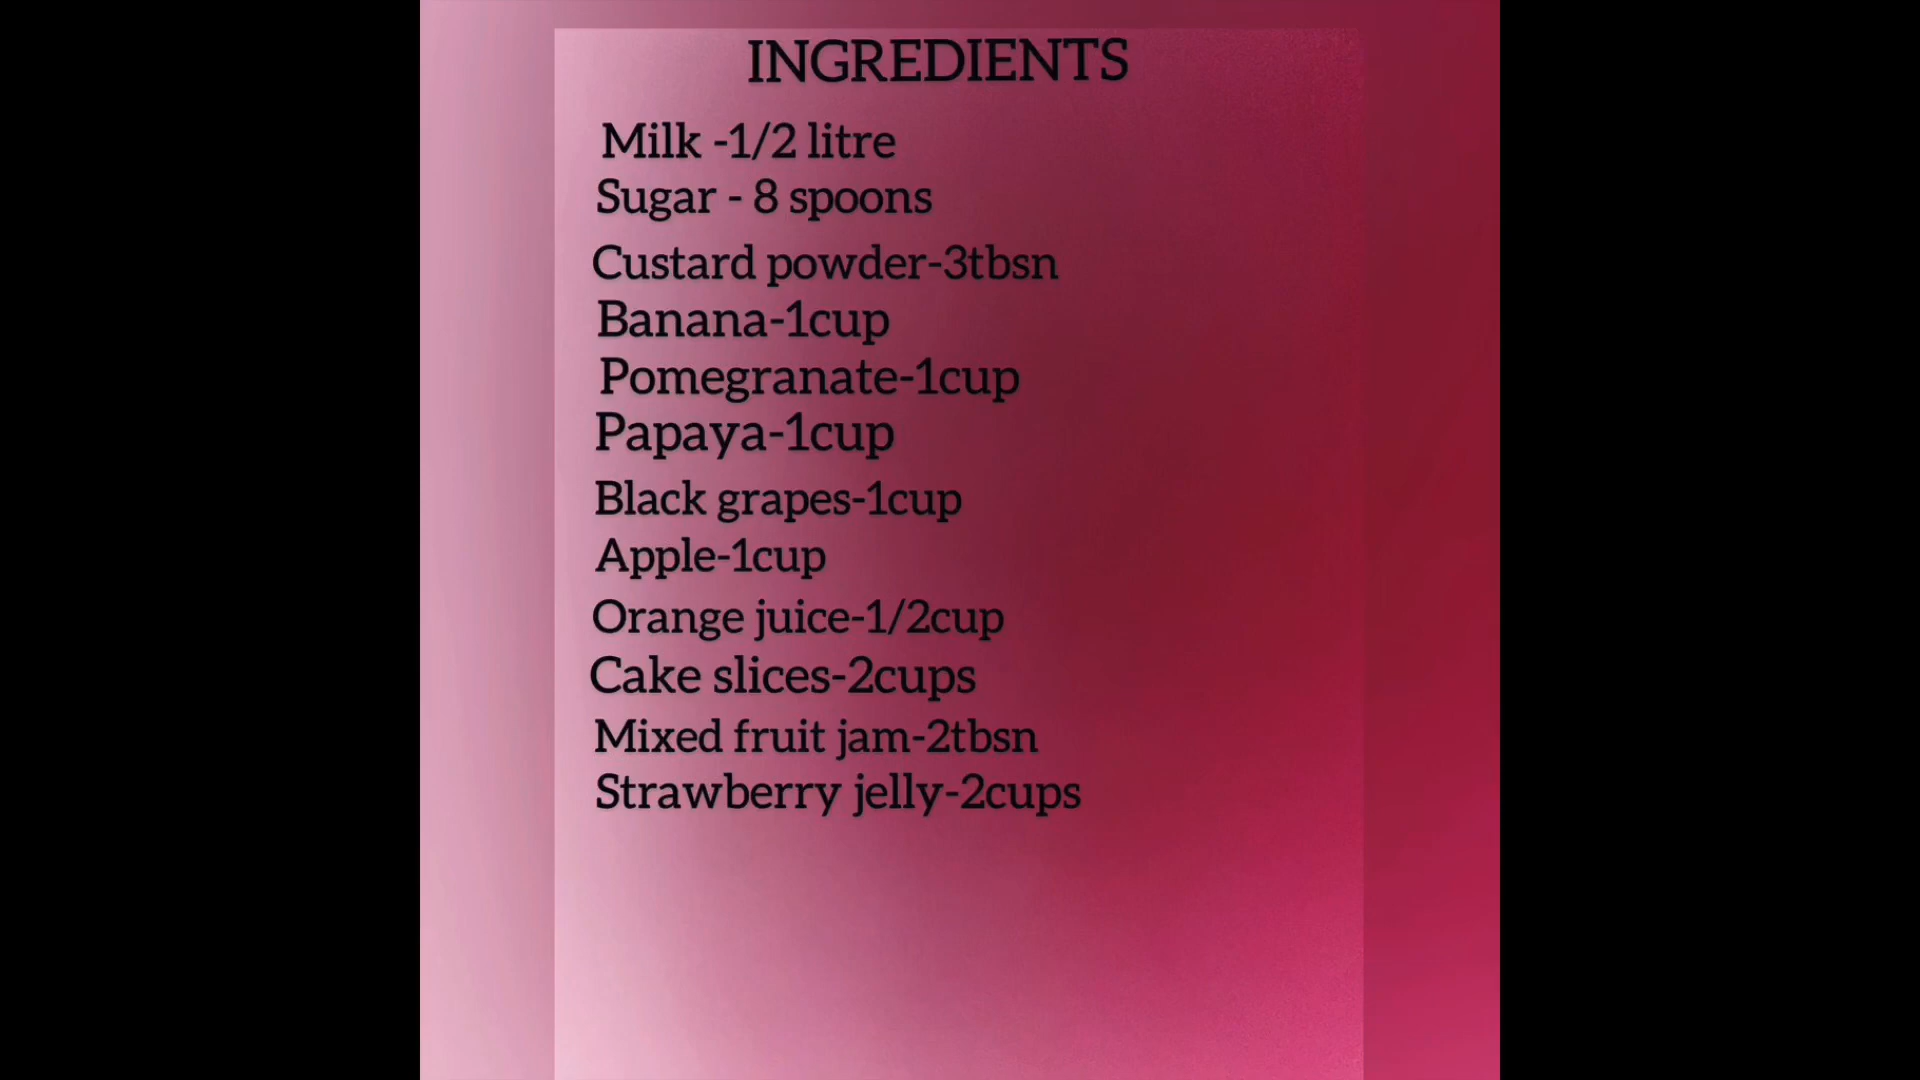 INGREDIENTS
Milk -1/2 litre
Sugar - 8 spoons
Custard powder-3tbsn
Banana-1cup
Pomegranate-1cup
Papaya-1cup
Black grapes-1cup
Apple-1cup
Orange juice-1/2cup
Cake slices-2cups
Mixed fruit jam-2tbsn
Strawberry jelly-2cups